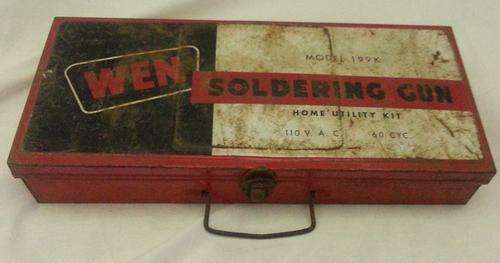 WEN
MODEL 199K
SOLDERING GUN
HOME UTILITY KIT
110 V. A. C. 60 CYC.